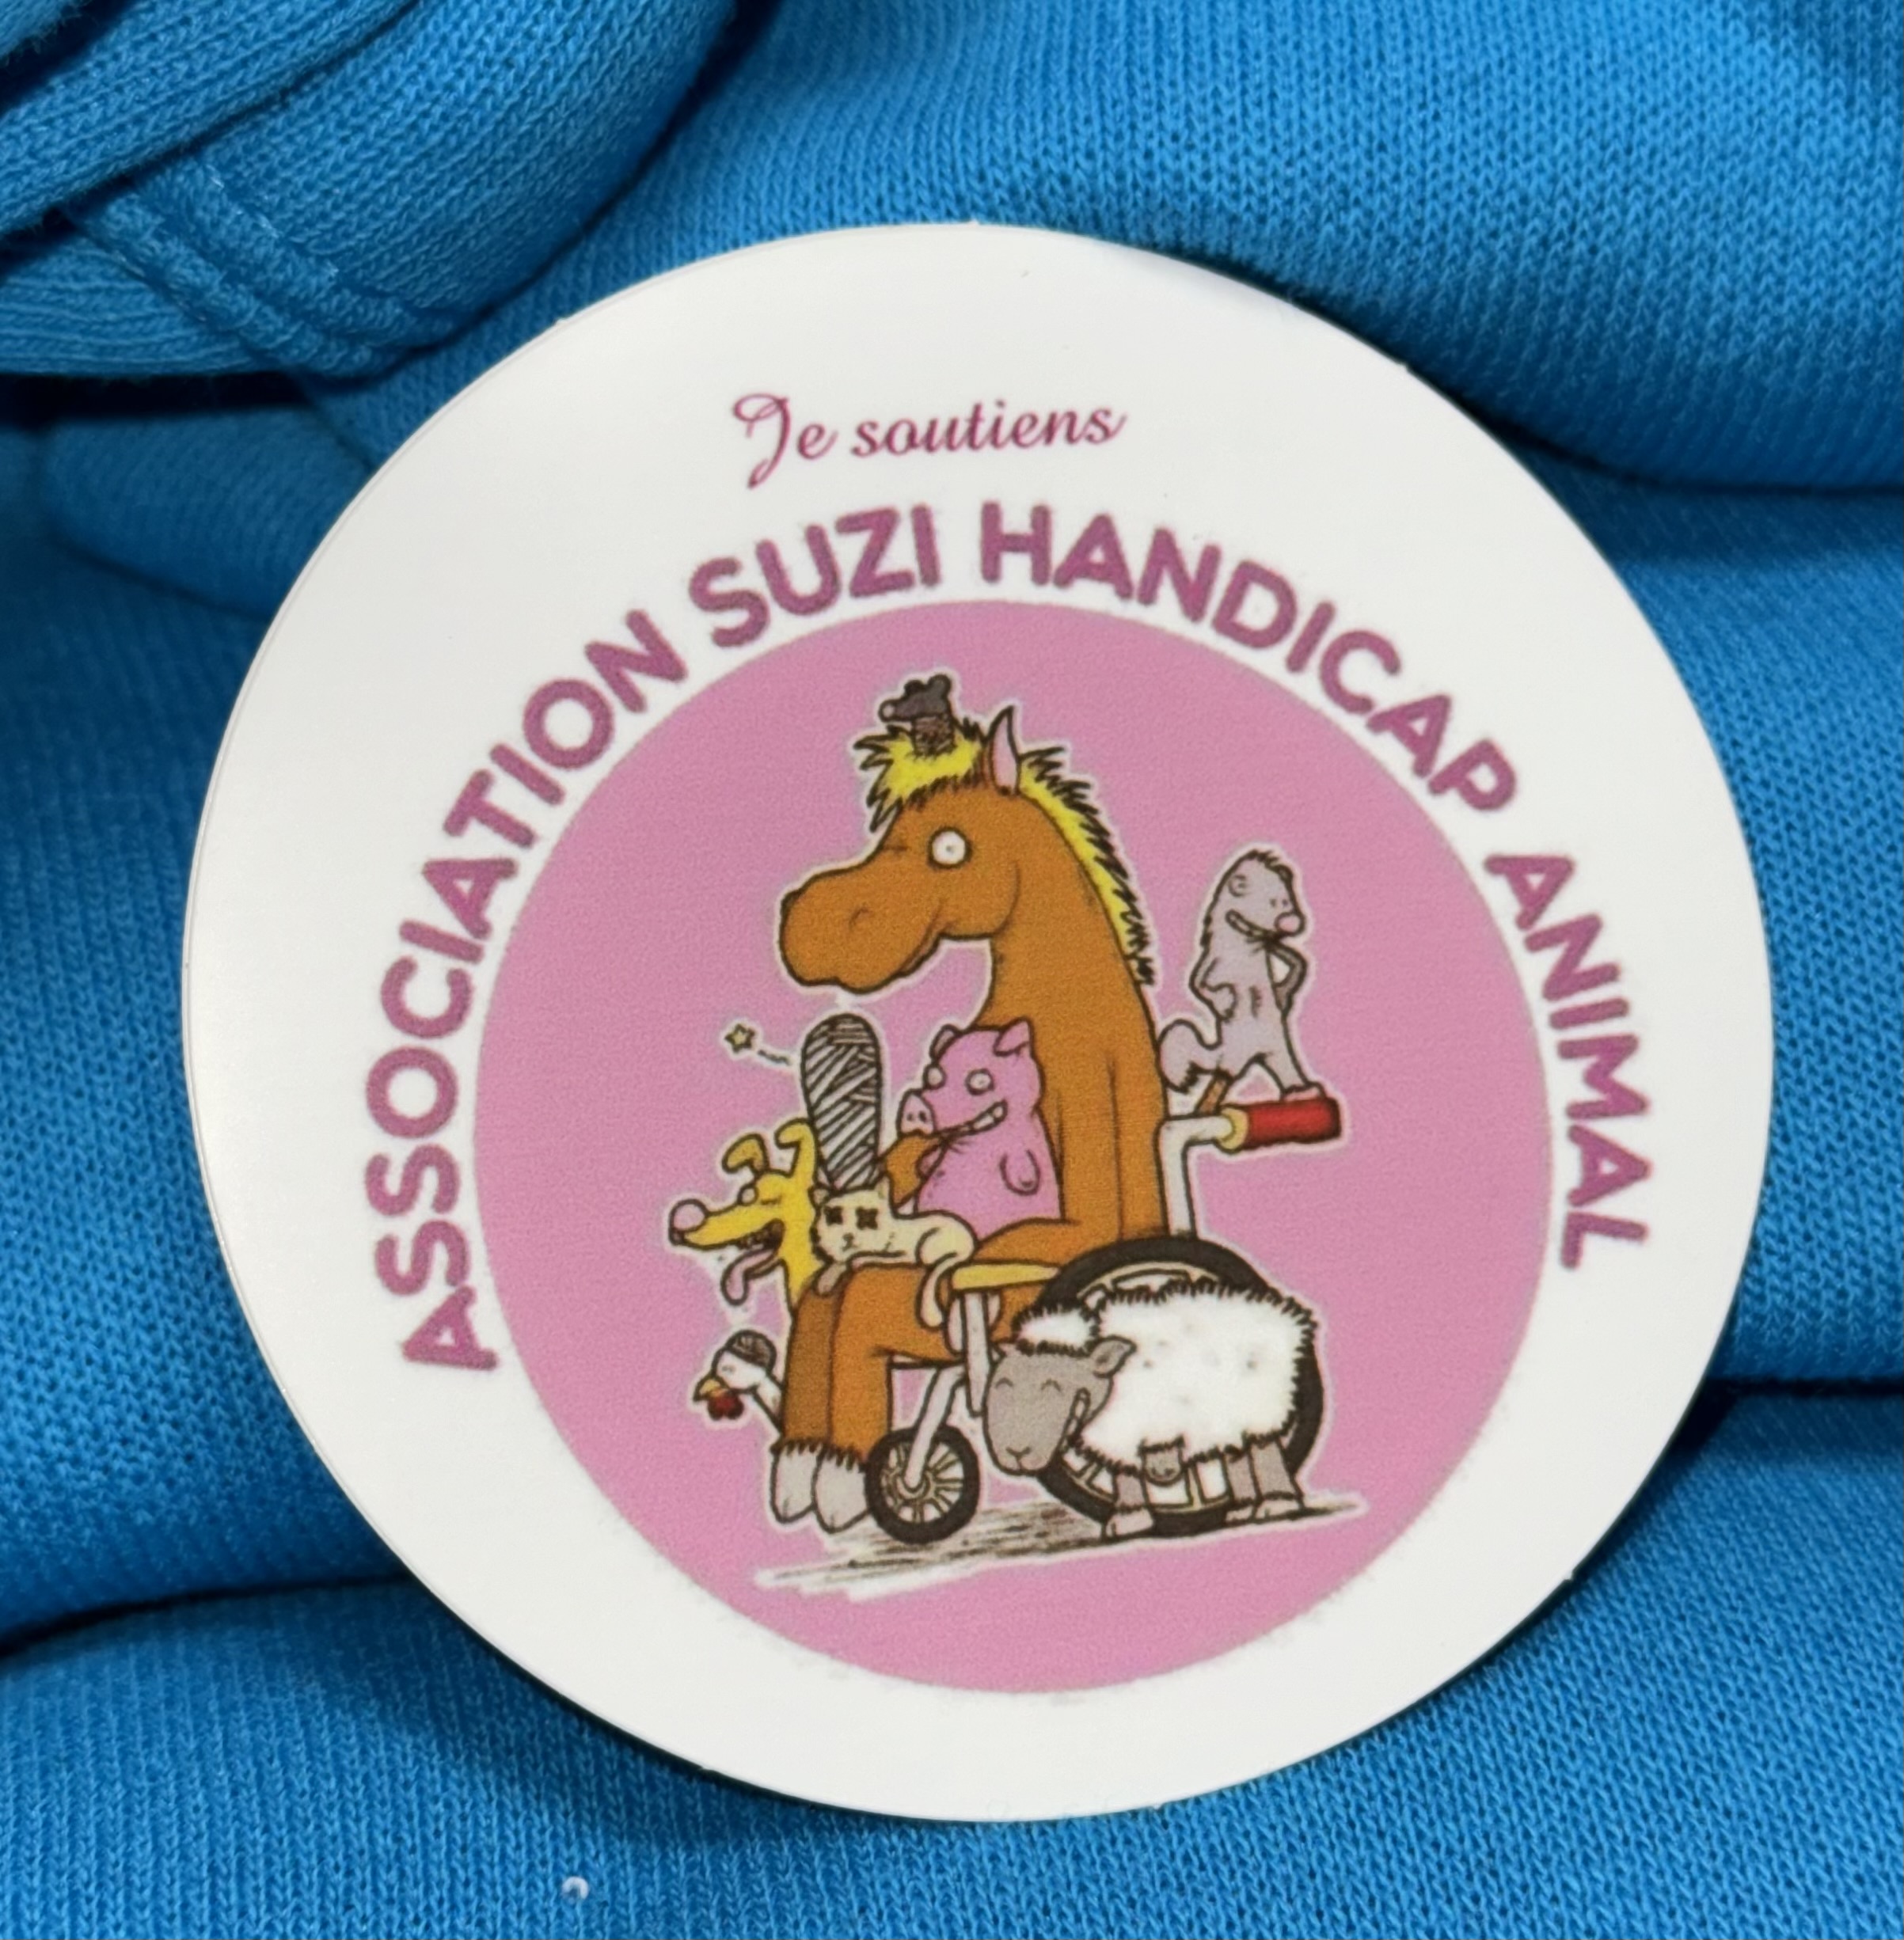 Je soutiens
ASSOCIATION SUZI HANDICAP ANIMAL